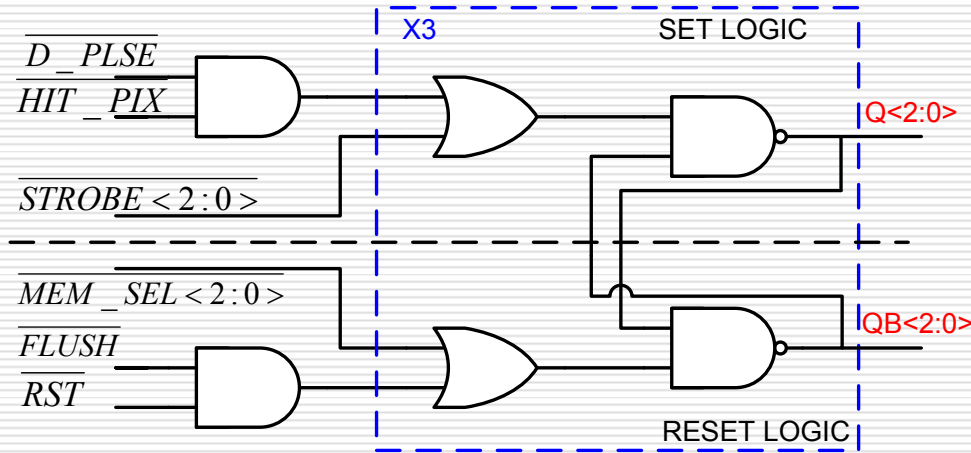 X3
SET LOGIC
D_PLSE
HIT_PIX
Q<2:0>
STROBE<2:0>
MEM_SEL<2:0>
FLUSH
QB<2:0>
RST
RESET LOGIC